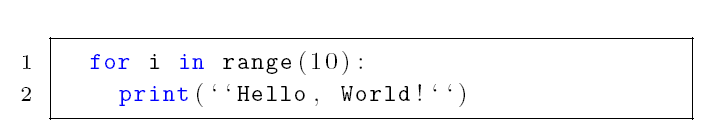 1 for i in range(10):
2 print(‘‘Hello, World!‘‘)